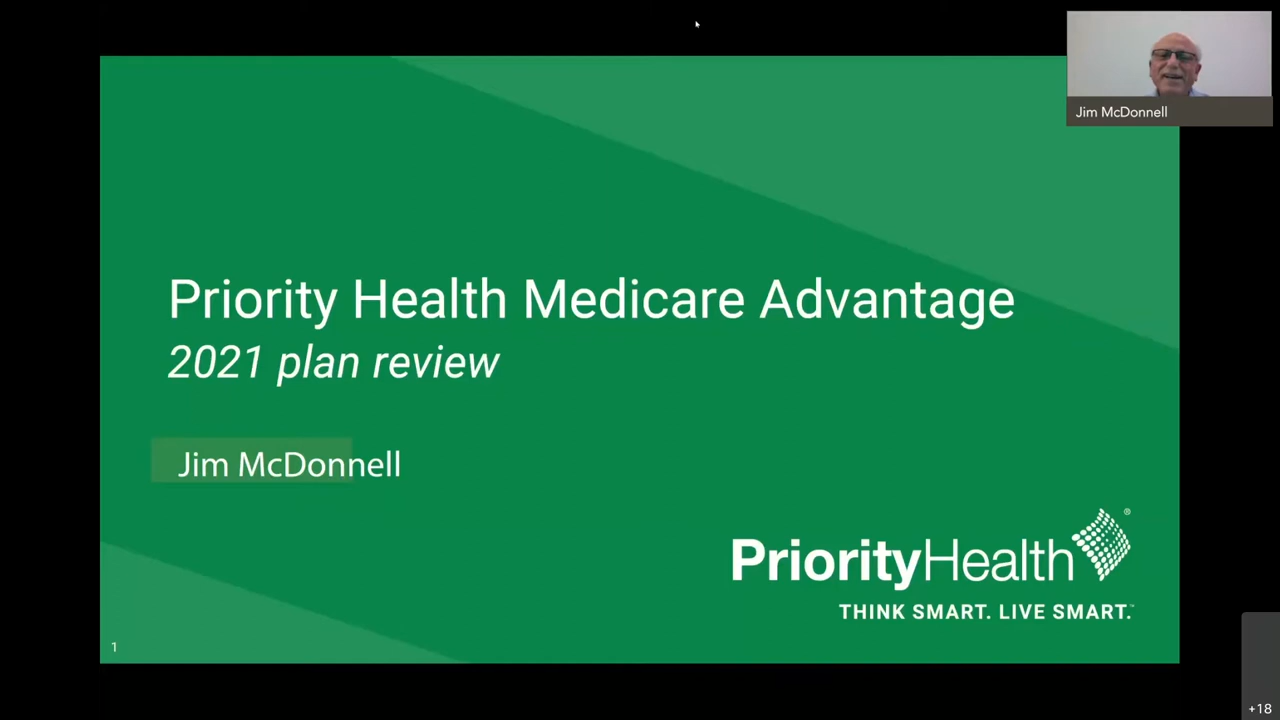 Jim McDonnell
Priority Health Medicare Advantage
2021 plan review
Jim McDonnell
PriorityHealth®
THINK SMART. LIVE SMART.™
1
+18